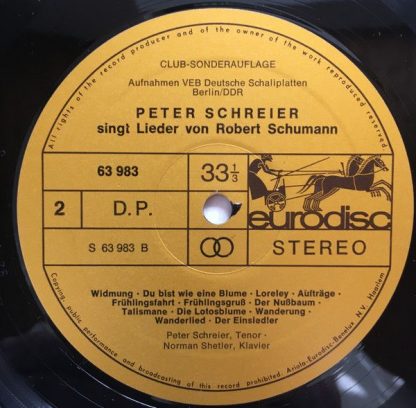 All rights of the record producer and of the owner of the work reproduced reserved.
CLUB-SONDERAUFLAGE
Aufnahmen VEB Deutsche Schallplatten
Berlin/DDR
PETER SCHREIER
singt Lieder von Robert Schumann
63 983
33 1/3
eurodisc
2
D. P.
S 63 983 B
STEREO
Widmung · Du bist wie eine Blume · Loreley · Aufträge ·
Frühlingsfahrt · Frühlingsgruß · Der Nußbaum ·
Talismane · Die Lotosblume · Wanderung ·
Wanderlied · Der Einsiedler
Peter Schreier, Tenor ·
Norman Shetler, Klavier
Copying, public performance and broadcasting of this record prohibited. Ariola-Eurodisc-Benelux N.V. Haarlem